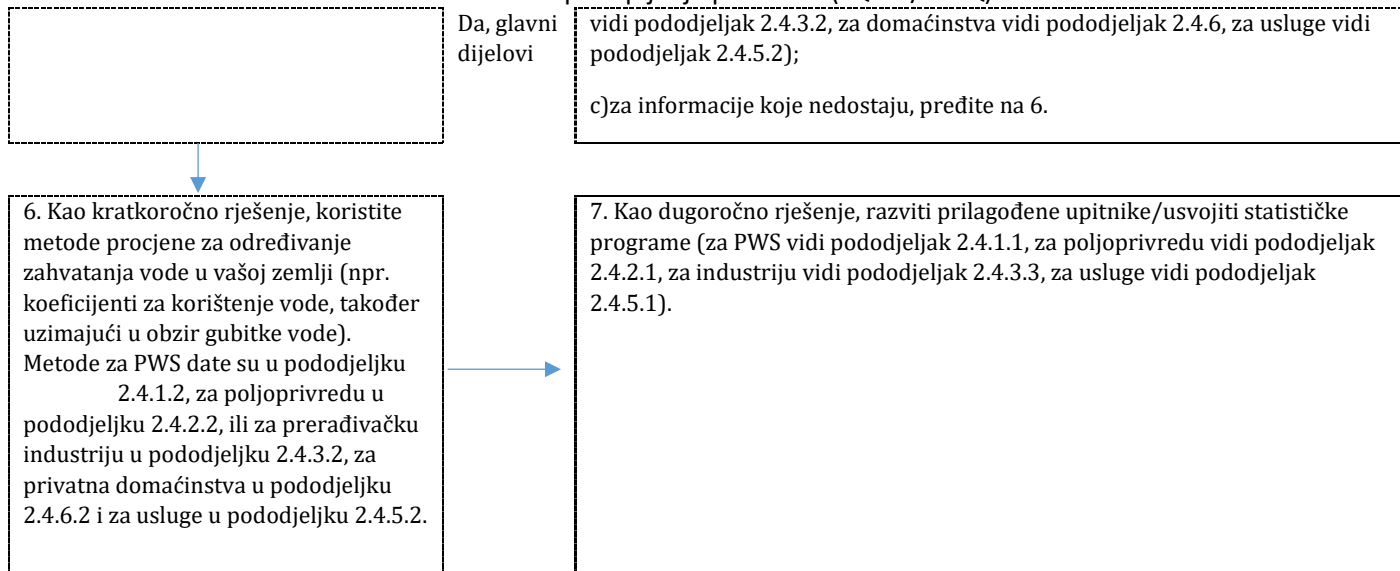 Da, glavni
dijelovi
vidi pododjeljak 2.4.3.2, za domaćinstva vidi pododjeljak 2.4.6, za usluge vidi
pododjeljak 2.4.5.2);
c)za informacije koje nedostaju, pređite na 6.
6. Kao kratkoročno rješenje, koristite
metode procjene za određivanje
zahvatanja vode u vašoj zemlji (npr.
koeficijenti za korištenje vode, također
uzimajući u obzir gubitke vode).
Metode za PWS date su u pododjeljku
2.4.1.2, za poljoprivredu u
pododjeljku 2.4.2.2, ili za prerađivačku
industriju u pododjeljku 2.4.3.2, za
privatna domaćinstva u pododjeljku
2.4.6.2 i za usluge u pododjeljku 2.4.5.2.
7. Kao dugoročno rješenje, razviti prilagođene upitnike/usvojiti statističke
programe (za PWS vidi pododjeljak 2.4.1.1, za poljoprivredu vidi pododjeljak
2.4.2.1, za industriju vidi pododjeljak 2.4.3.3, za usluge vidi pododjeljak
2.4.5.1).